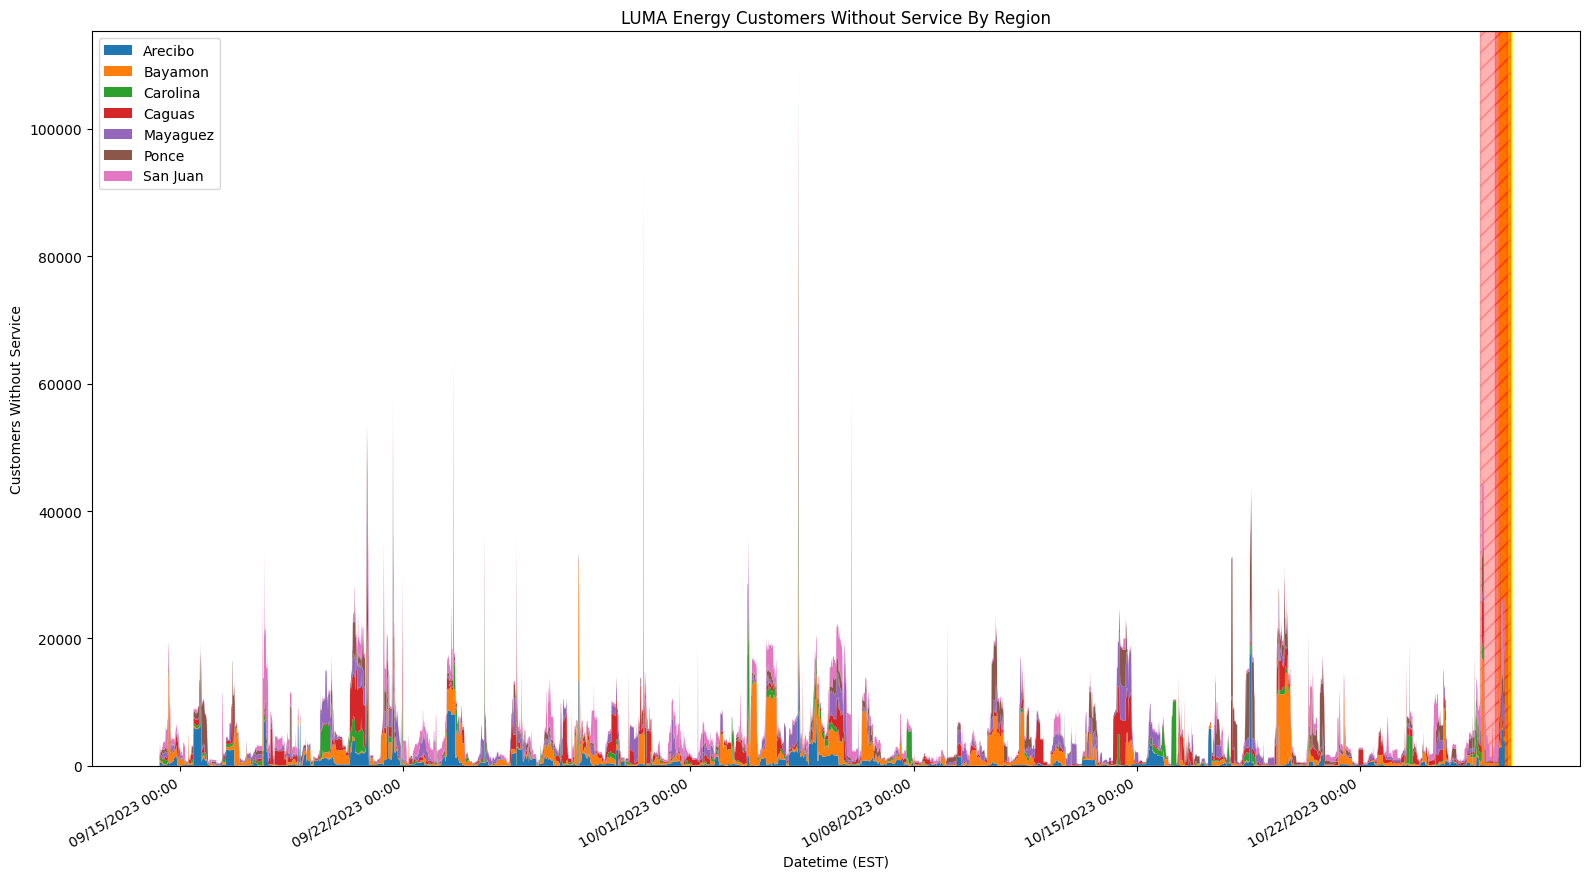 LUMA Energy Customers Without Service By Region
Arecibo
Bayamon
Carolina
Caguas
Mayaguez
Ponce
San Juan
Customers Without Service
100000
80000
60000
40000
20000
0
09/15/2023 00:00
09/22/2023 00:00
10/01/2023 00:00
10/08/2023 00:00
10/15/2023 00:00
10/22/2023 00:00
Datetime (EST)